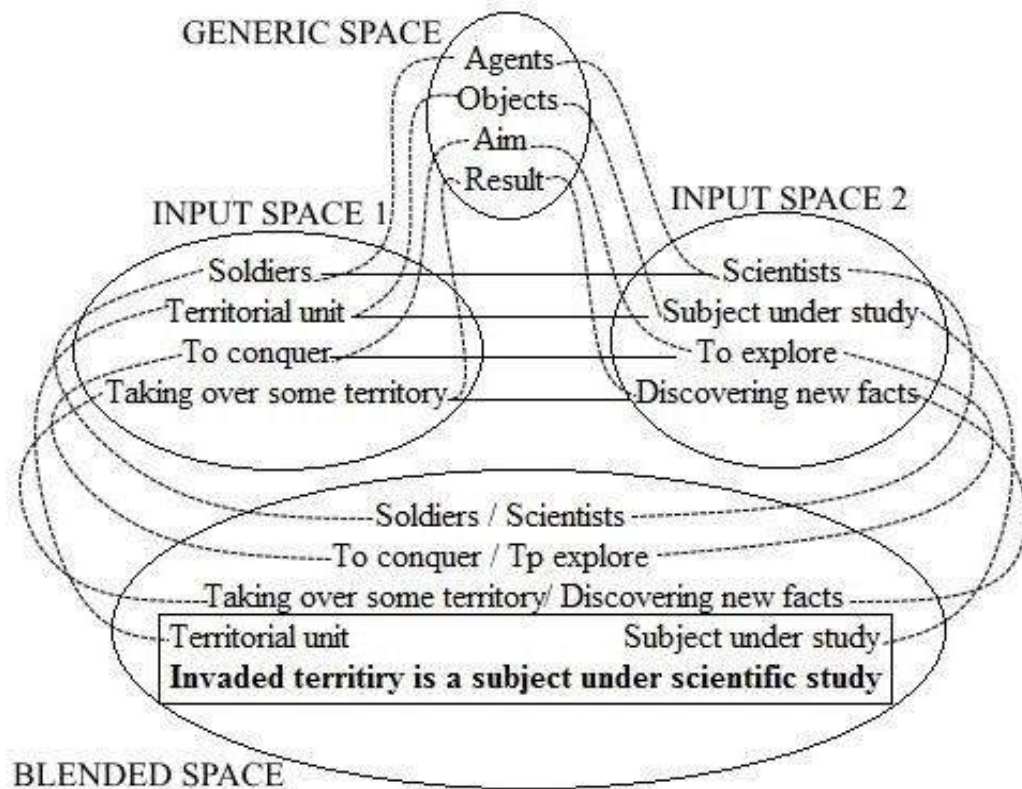 GENERIC SPACE
Agents
Objects
Aim
Result
INPUT SPACE 1
Soldiers
Territorial unit
To conquer
Taking over some territory
INPUT SPACE 2
Scientists
Subject under study
To explore
Discovering new facts
Soldiers / Scientists
To conquer / Tp explore
Taking over some territory/ Discovering new facts
Territorial unit Subject under study
Invaded territiry is a subject under scientific study
BLENDED SPACE